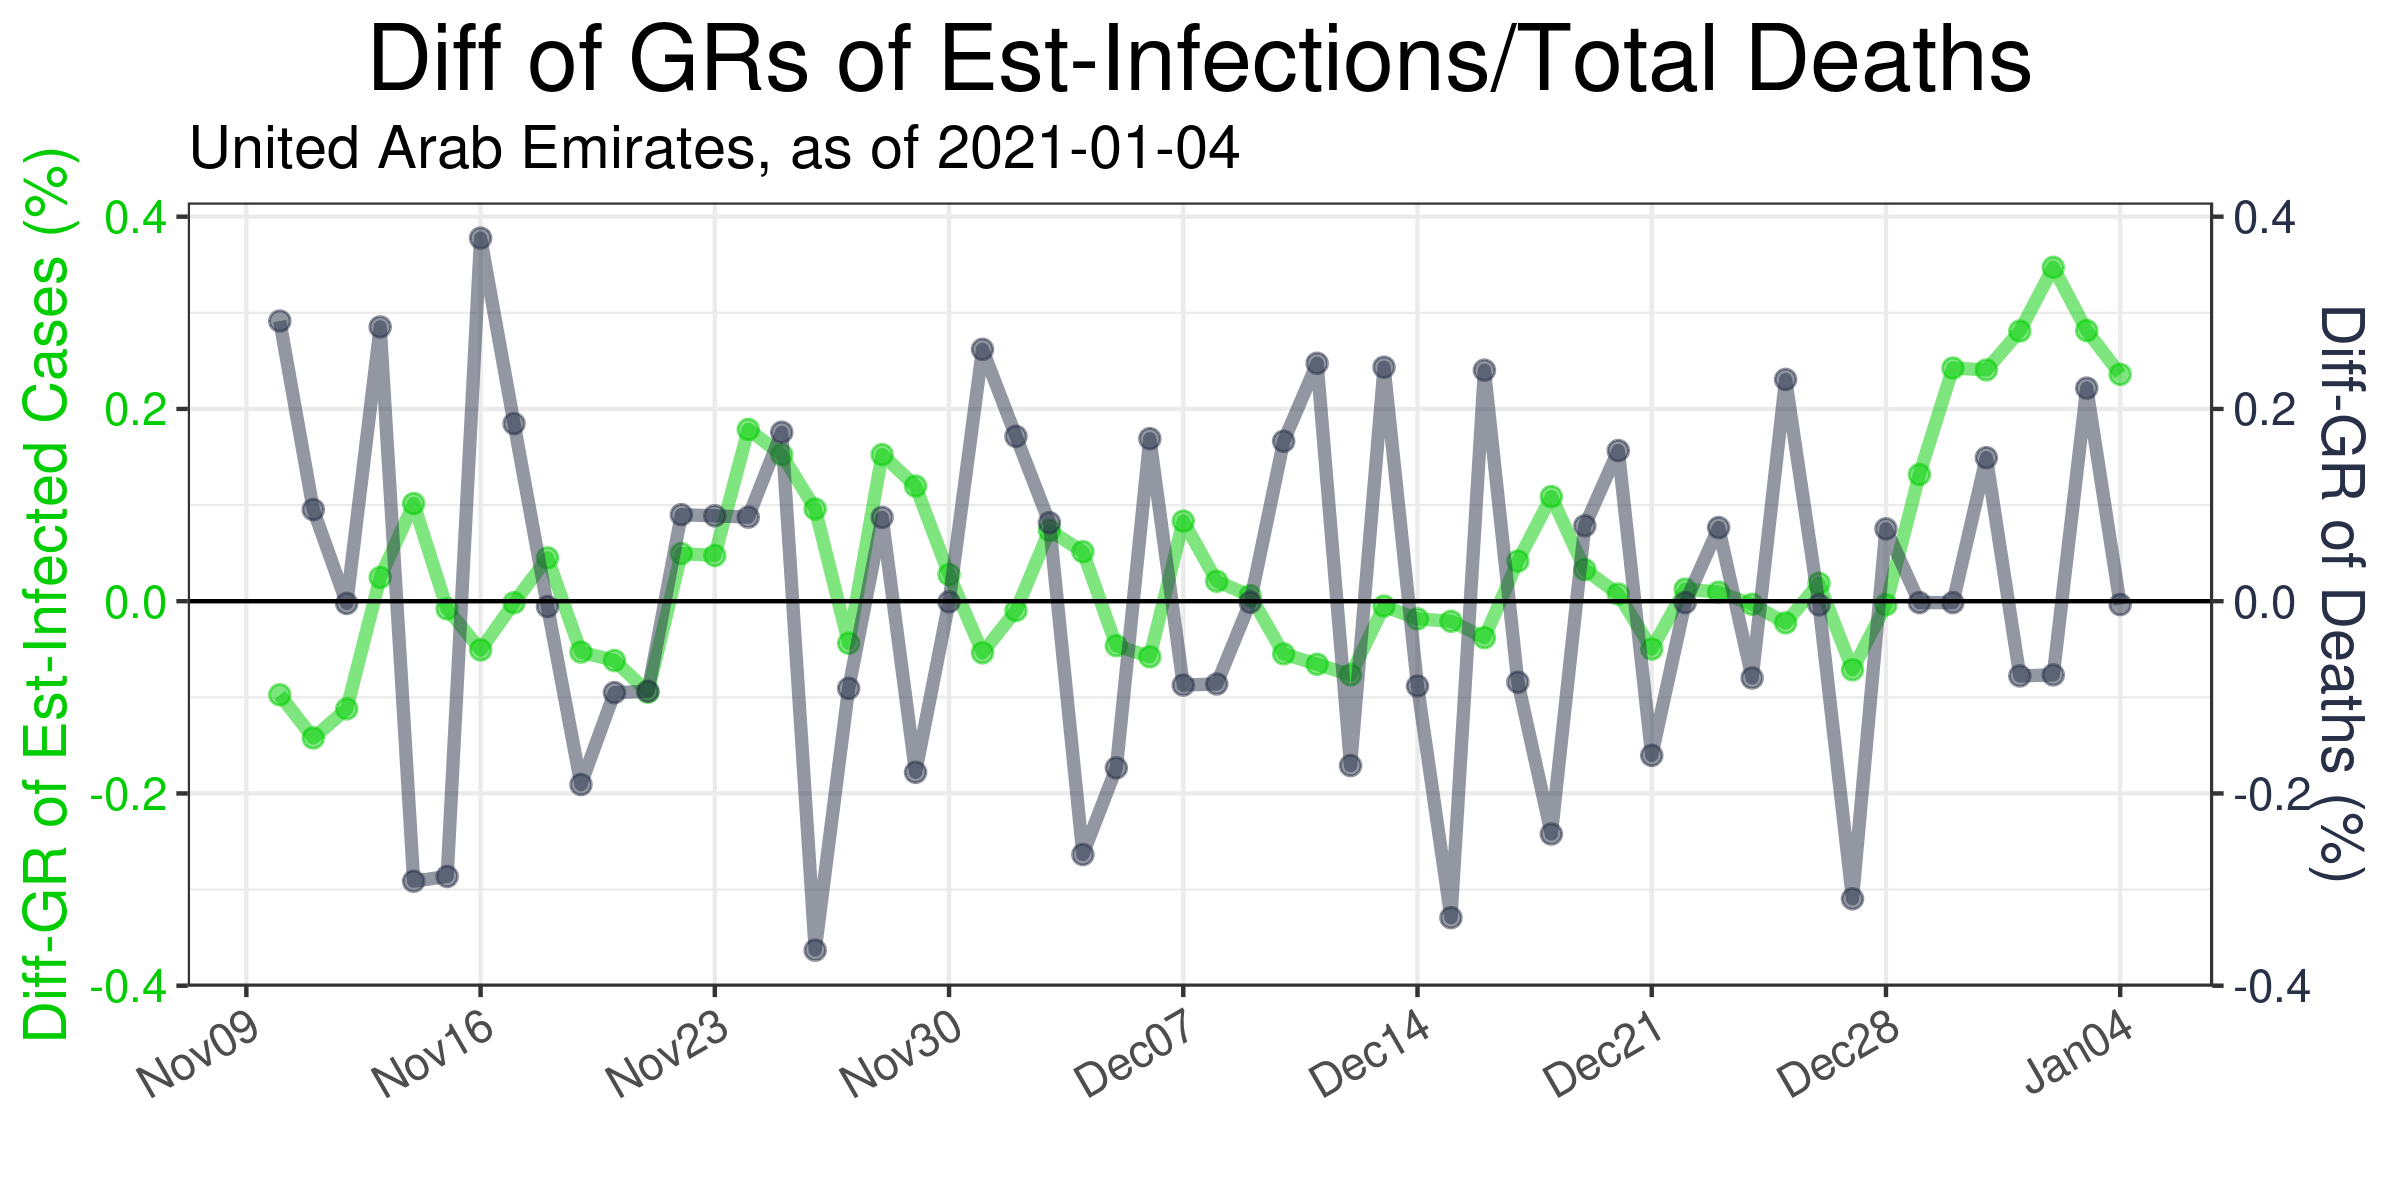 Diff of GRs of Est-Infections/Total Deaths
United Arab Emirates, as of 2021-01-04
Diff-GR of Est-Infected Cases (%)
0.4
0.2
0.0
-0.2
-0.4
0.4
0.2
0.0
-0.2
-0.4
Diff-GR of Deaths (%)
Nov09
Nov16
Nov23
Nov30
Dec07
Dec14
Dec21
Dec28
Jan04